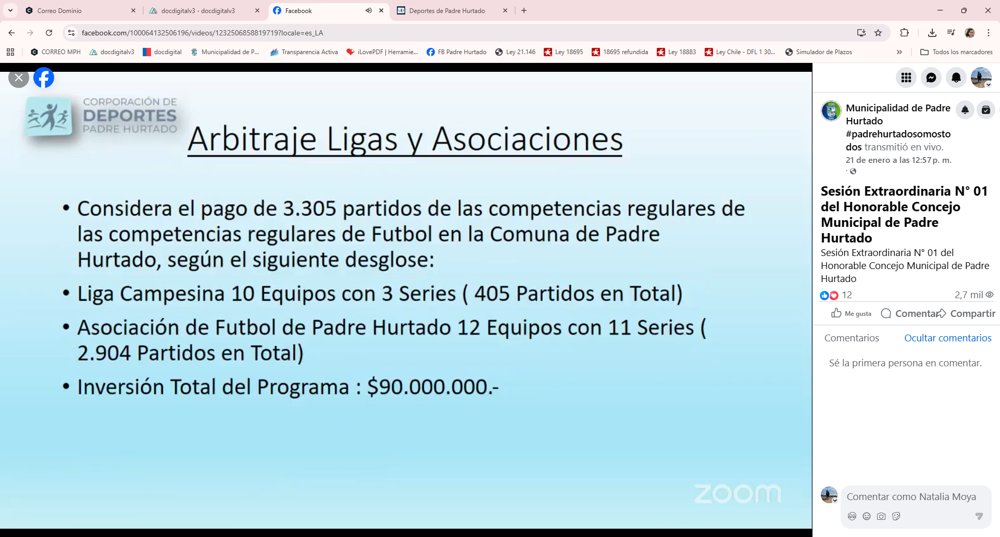 Correo Dominio
docdigitalv3 - docdigitalv3
Facebook
Deportes de Padre Hurtado
facebook.com/100064132506196/videos/1232506858819719?locale=es_LA
CORREO MPH
docdigitalv3
docdigital
Municipalidad de P...
Transparencia Activa
iLovePDF | Herramie...
FB Padre Hurtado
Ley 21.146
Ley 18695
18695 refundida
Ley 18883
Ley Chile - DFL 1 30...
Simulador de Plazos
Todos los marcadores
CORPORACIÓN DE
DEPORTES
PADRE HURTADO
Arbitraje Ligas y Asociaciones
• Considera el pago de 3.305 partidos de las competencias regulares de
las competencias regulares de Futbol en la Comuna de Padre
Hurtado, según el siguiente desglose:
• Liga Campesina 10 Equipos con 3 Series ( 405 Partidos en Total)
• Asociación de Futbol de Padre Hurtado 12 Equipos con 11 Series (
2.904 Partidos en Total)
• Inversión Total del Programa : $90.000.000.-
zoom
Municipalidad de Padre
Hurtado
#padrehurtadosomosto
dos transmitió en vivo.
21 de enero a las 12:57 p. m.
·
Sesión Extraordinaria N° 01
del Honorable Concejo
Municipal de Padre
Hurtado
Sesión Extraordinaria N° 01 del
Honorable Concejo Municipal de Padre
Hurtado
12
2,7 mil
Me gusta
Comentar
Compartir
Comentarios
Ocultar comentarios
Sé la primera persona en comentar.
Comentar como Natalia Moya